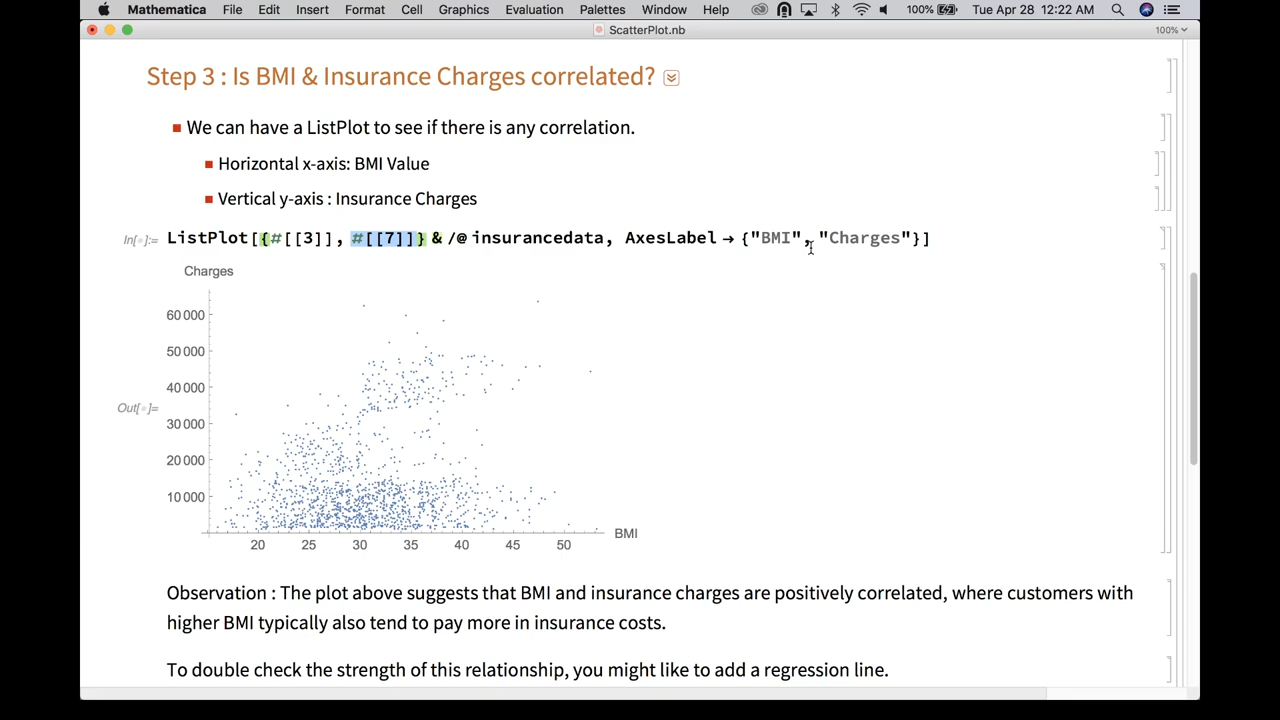 Mathematica File Edit Insert Format Cell Graphics Evaluation Palettes Window Help 100% Tue Apr 28 12:22 AM
ScatterPlot.nb 100%
Step 3 : Is BMI & Insurance Charges correlated?
We can have a ListPlot to see if there is any correlation.
Horizontal x-axis: BMI Value
Vertical y-axis : Insurance Charges
In[•]:= ListPlot[{#[[3]], #[[7]]} & /@ insurancedata, AxesLabel → {"BMI", "Charges"}]
Charges
60 000
50 000
40 000
Out[•]=
30 000
20 000
10 000
BMI
20 25 30 35 40 45 50
Observation : The plot above suggests that BMI and insurance charges are positively correlated, where customers with
higher BMI typically also tend to pay more in insurance costs.
To double check the strength of this relationship, you might like to add a regression line.